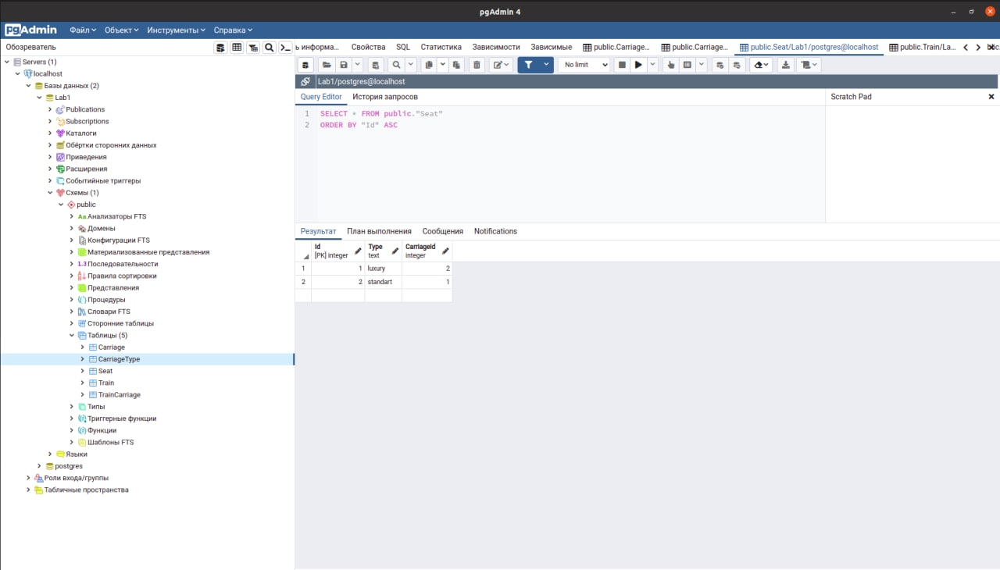 pgAdmin 4
pgAdmin Файл Объект Инструменты Справка
Обозреватель
ь информа... Свойства SQL Статистика Зависимости Зависимые public.Carriage... public.Carriage... public.Seat/Lab1/postgres@localhost public.Train/La...
No limit
Lab1/postgres@localhost
Query Editor История запросов
Scratch Pad
1 SELECT * FROM public."Seat"
2 ORDER BY "Id" ASC
Результат План выполнения Сообщения Notifications
Id [PK] integer
Type text
CarriageId integer
1 1 luxury 2
2 2 standart 1
Servers (1)
localhost
Базы данных (2)
Lab1
Publications
Subscriptions
Каталоги
Обёртки сторонних данных
Приведения
Расширения
Событийные триггеры
Схемы (1)
public
Aa Анализаторы FTS
Домены
Конфигурации FTS
Материализованные представления
1.3 Последовательности
Правила сортировки
Представления
Процедуры
Словари FTS
Сторонние таблицы
Таблицы (5)
Carriage
CarriageType
Seat
Train
TrainCarriage
Типы
Триггерные функции
Функции
Шаблоны FTS
Языки
postgres
Роли входа/группы
Табличные пространства